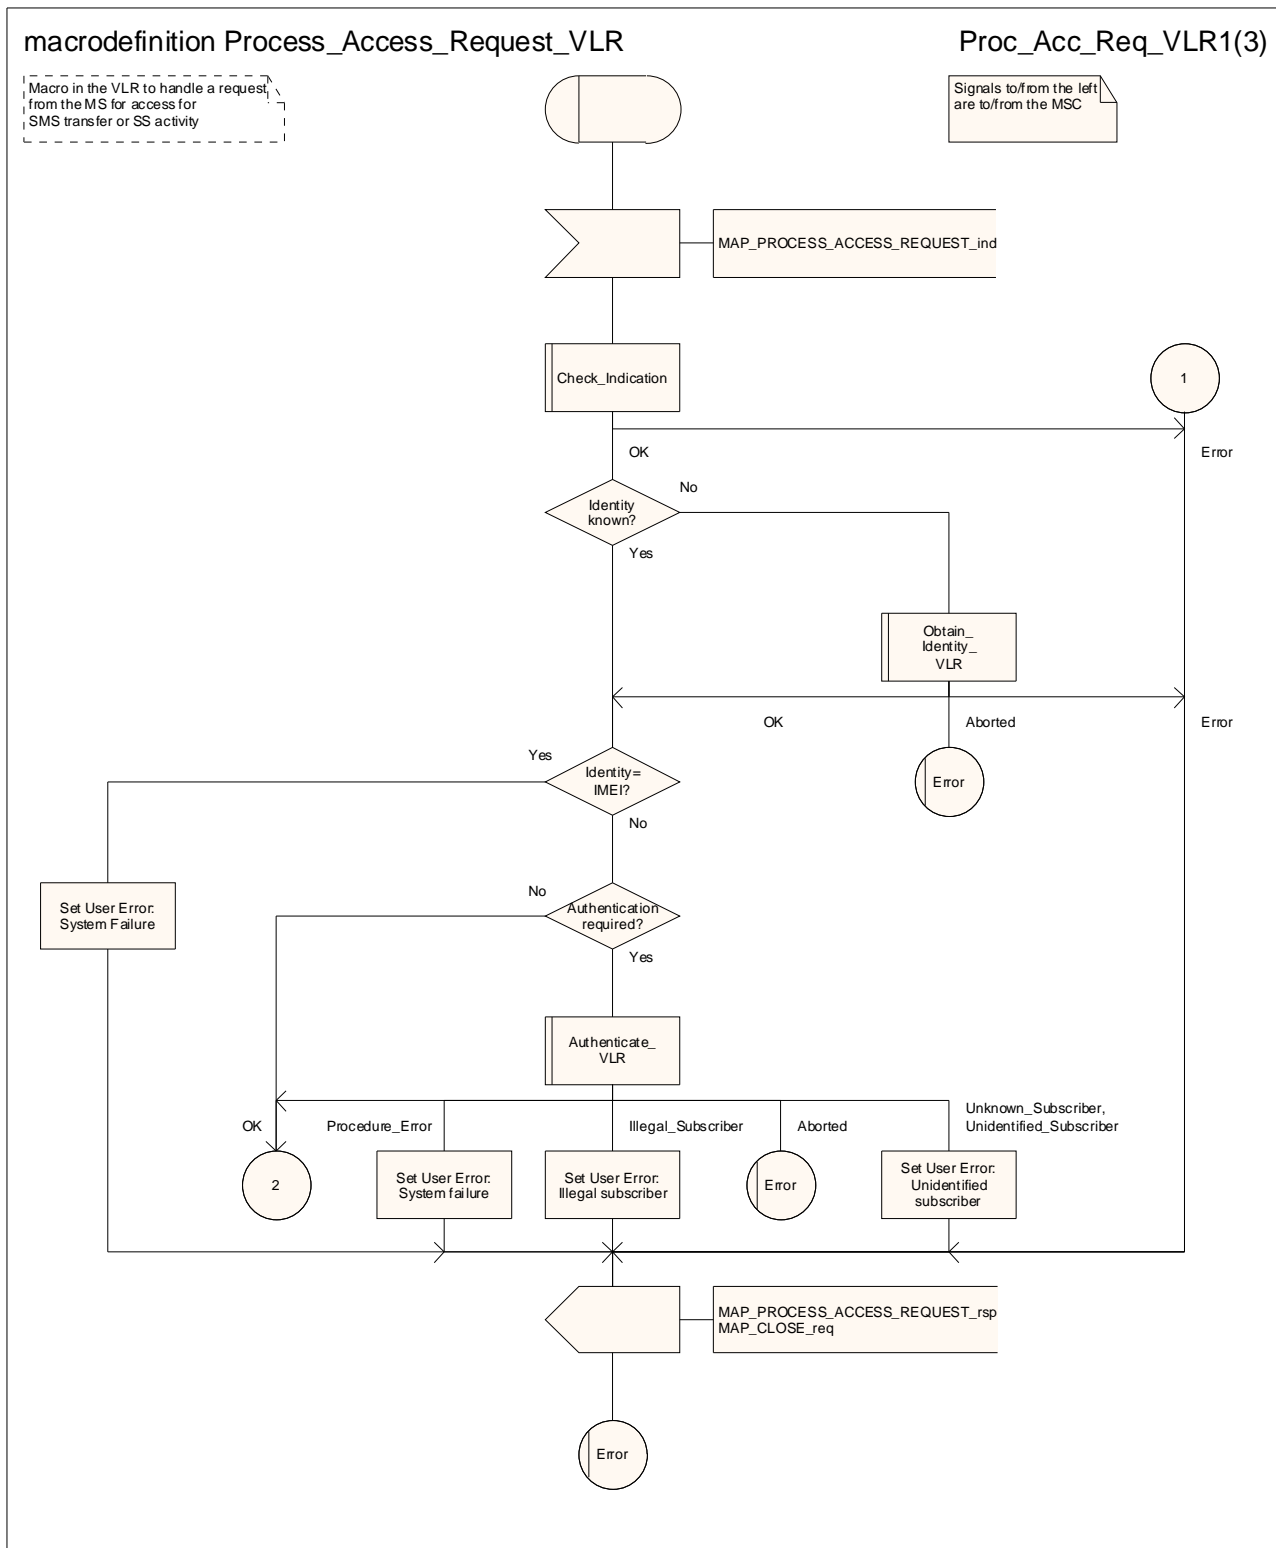 macrodefinition Process_Access_Request_VLR
Proc_Acc_Req_VLR1(3)
Macro in the VLR to handle a request
from the MS for access for
SMS transfer or SS activity
Signals to/from the left
are to/from the MSC
MAP_PROCESS_ACCESS_REQUEST_ind
Check_Indication
1
OK
Error
No
Identity
known?
Yes
Obtain_
Identity_
VLR
OK
Aborted
Error
Yes
Identity=
IMEI?
Error
No
No
Set User Error:
System Failure
Authentication
required?
Yes
Authenticate_
VLR
OK
Procedure_Error
Illegal_Subscriber
Aborted
Unknown_Subscriber,
Unidentified_Subscriber
2
Set User Error:
System failure
Set User Error:
Illegal subscriber
Error
Set User Error:
Unidentified
subscriber
MAP_PROCESS_ACCESS_REQUEST_rsp
MAP_CLOSE_req
Error